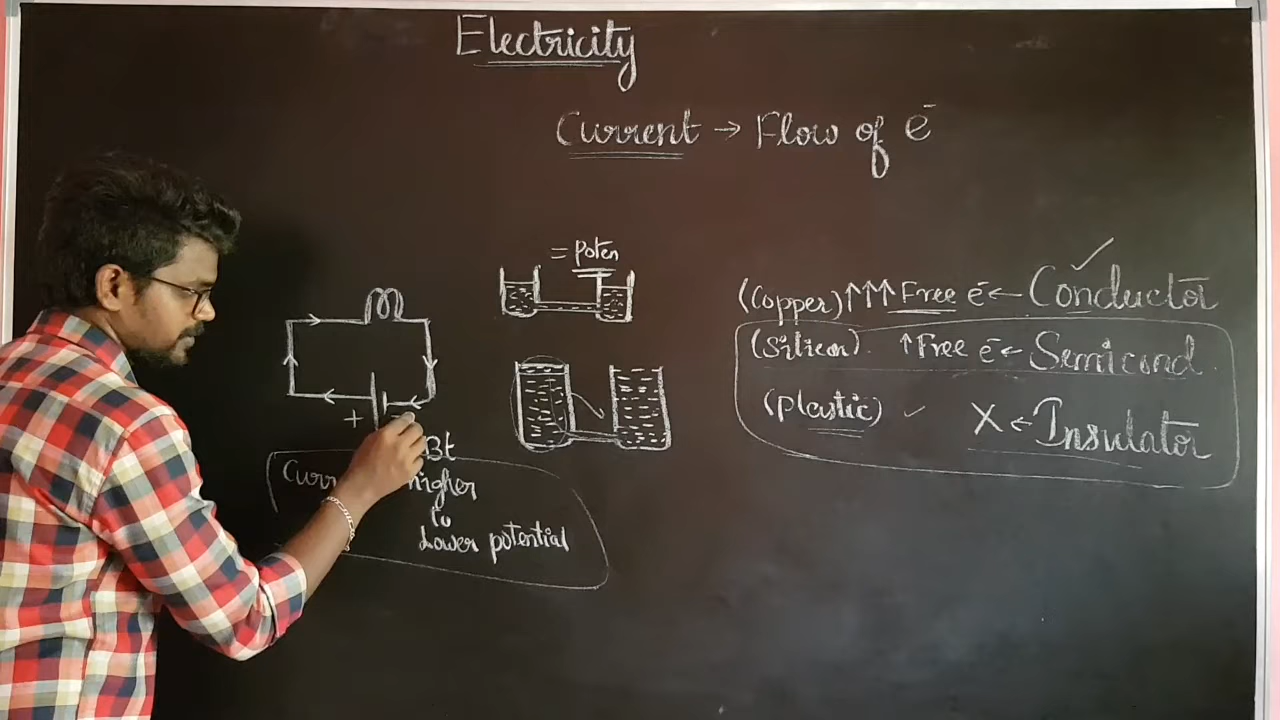 Electricity
Current → Flow of e⁻
= Poten
(Copper) ↑↑↑ Free e⁻ ← Conductor
(Silicon). ↑ Free e⁻ ← Semicond
(Plastic) ✓ X ← Insulator
+ −
Curr higher
to
Lower potential